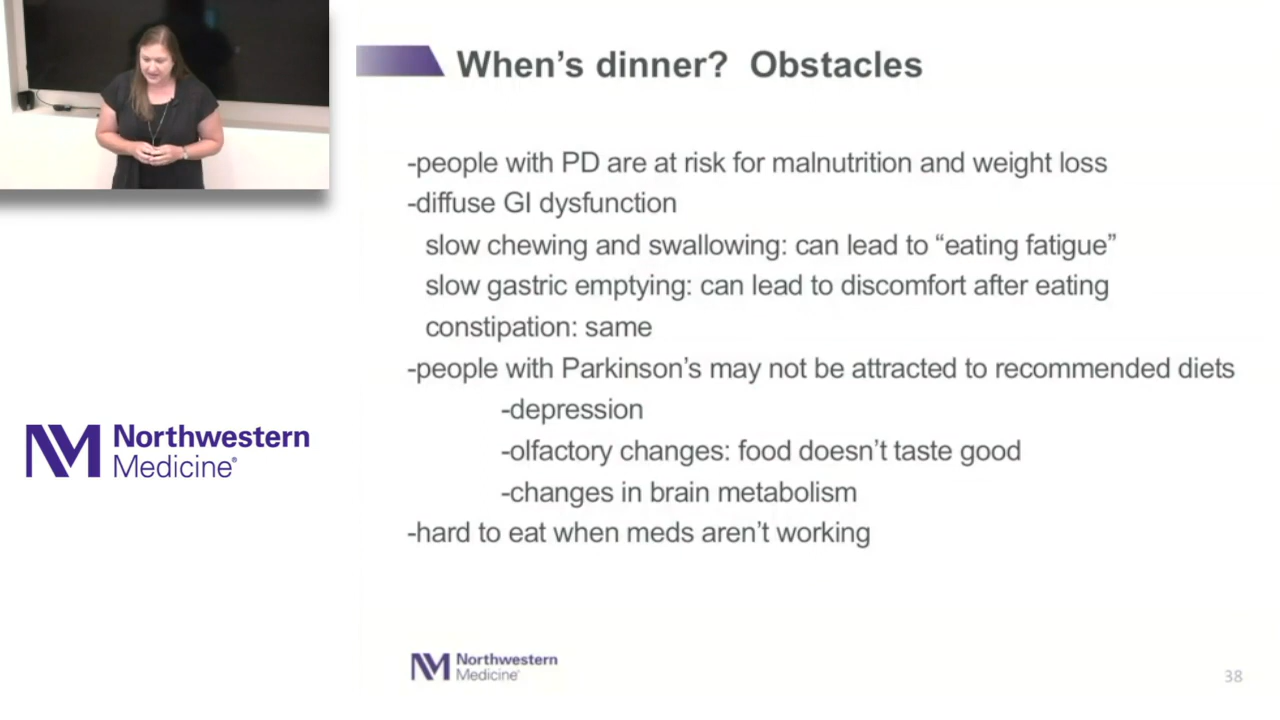 When's dinner?  Obstacles
-people with PD are at risk for malnutrition and weight loss
-diffuse GI dysfunction
slow chewing and swallowing: can lead to “eating fatigue”
slow gastric emptying: can lead to discomfort after eating
constipation: same
-people with Parkinson's may not be attracted to recommended diets
-depression
-olfactory changes: food doesn't taste good
-changes in brain metabolism
-hard to eat when meds aren't working
NM Northwestern
Medicine®
NM Northwestern
Medicine®
38